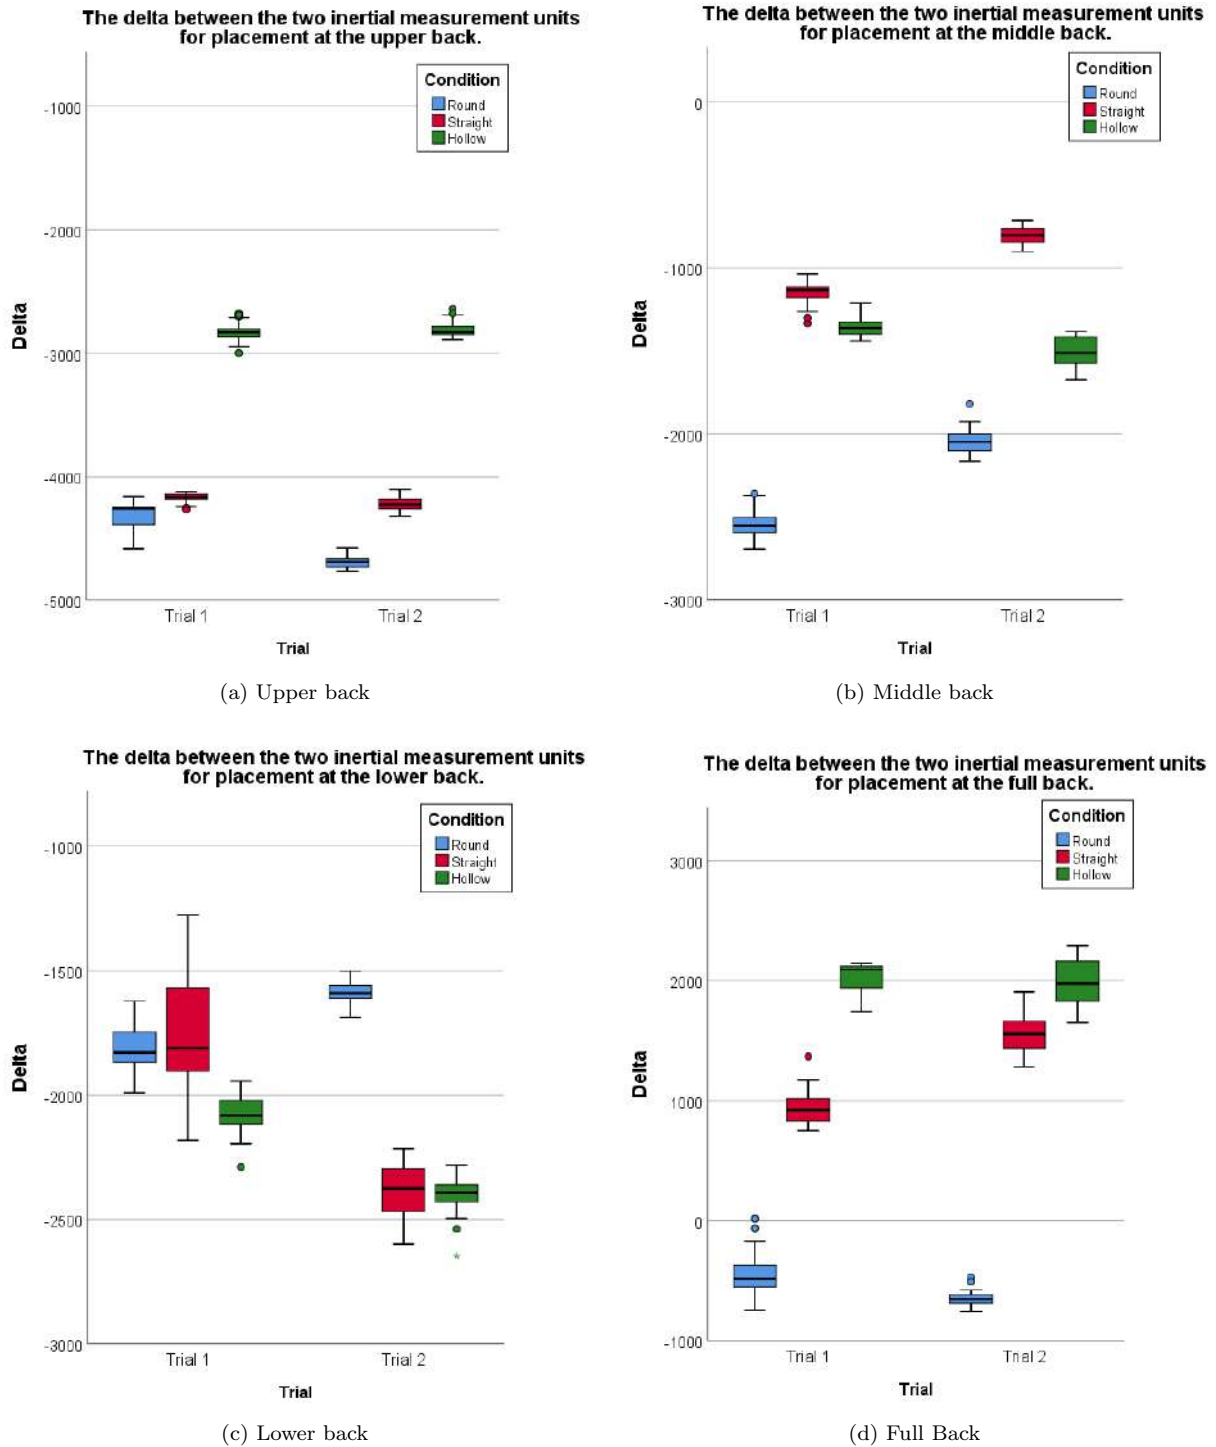 The delta between the two inertial measurement units
for placement at the upper back.
Condition
Round
Straight
Hollow
-1000
-2000
-3000
-4000
-5000
Delta
Trial 1
Trial 2
Trial
(a) Upper back
The delta between the two inertial measurement units
for placement at the middle back.
Condition
Round
Straight
Hollow
0
-1000
-2000
-3000
Delta
Trial 1
Trial 2
Trial
(b) Middle back
The delta between the two inertial measurement units
for placement at the lower back.
Condition
Round
Straight
Hollow
-1000
-1500
-2000
-2500
-3000
Delta
Trial 1
Trial 2
Trial
(c) Lower back
The delta between the two inertial measurement units
for placement at the full back.
Condition
Round
Straight
Hollow
3000
2000
1000
0
-1000
Delta
Trial 1
Trial 2
Trial
(d) Full Back